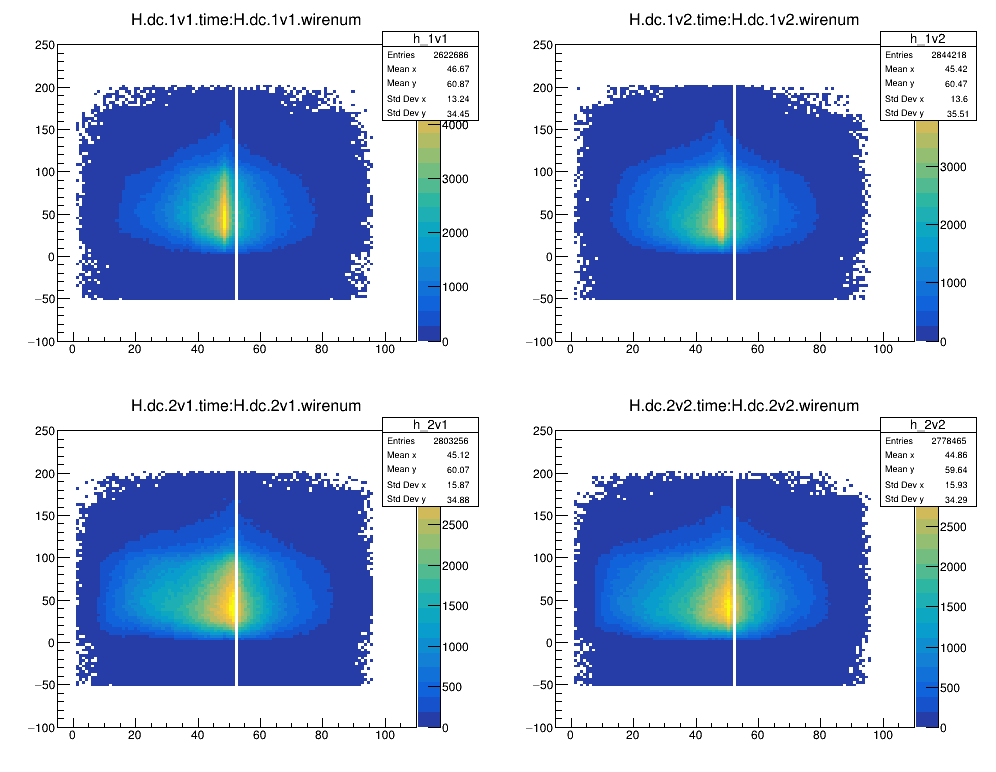 H.dc.1v1.time:H.dc.1v1.wirenum
h_1v1
Entries 2622686
Mean x 46.67
Mean y 60.87
Std Dev x 13.24
Std Dev y 34.45
250
200
150
100
50
0
−50
−100
0 20 40 60 80 100
4000
3000
2000
1000
0
H.dc.1v2.time:H.dc.1v2.wirenum
h_1v2
Entries 2844218
Mean x 45.42
Mean y 60.47
Std Dev x 13.6
Std Dev y 35.51
250
200
150
100
50
0
−50
−100
0 20 40 60 80 100
3000
2000
1000
0
H.dc.2v1.time:H.dc.2v1.wirenum
h_2v1
Entries 2803256
Mean x 45.12
Mean y 60.07
Std Dev x 15.87
Std Dev y 34.88
250
200
150
100
50
0
−50
−100
0 20 40 60 80 100
2500
2000
1500
1000
500
0
H.dc.2v2.time:H.dc.2v2.wirenum
h_2v2
Entries 2778465
Mean x 44.86
Mean y 59.64
Std Dev x 15.93
Std Dev y 34.29
250
200
150
100
50
0
−50
−100
0 20 40 60 80 100
2500
2000
1500
1000
500
0